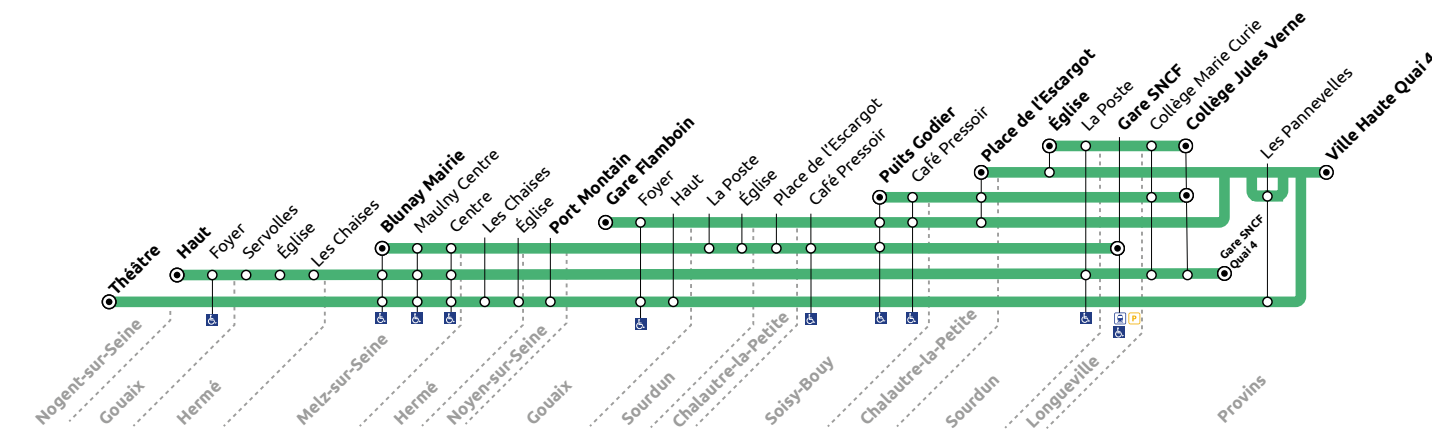 Théâtre
Haut
Foyer
Servolles
Église
Les Chaises
Blunay Mairie
Maulny Centre
Centre
Les Chaises
Église
Port Montain
Gare Flamboin
Foyer
Haut
La Poste
Église
Place de l'Escargot
Café Pressoir
Puits Godier
Café Pressoir
Place de l'Escargot
Église
La Poste
Gare SNCF
Collège Marie Curie
Collège Jules Verne
Les Pannevelles
Ville Haute Quai 4
Gare SNCF
Quai 4
P
Nogent-sur-Seine
Gouaix
Hermé
Melz-sur-Seine
Hermé
Noyen-sur-Seine
Gouaix
Sourdun
Chalautre-la-Petite
Soisy-Bouy
Chalautre-la-Petite
Sourdun
Longueville
Provins